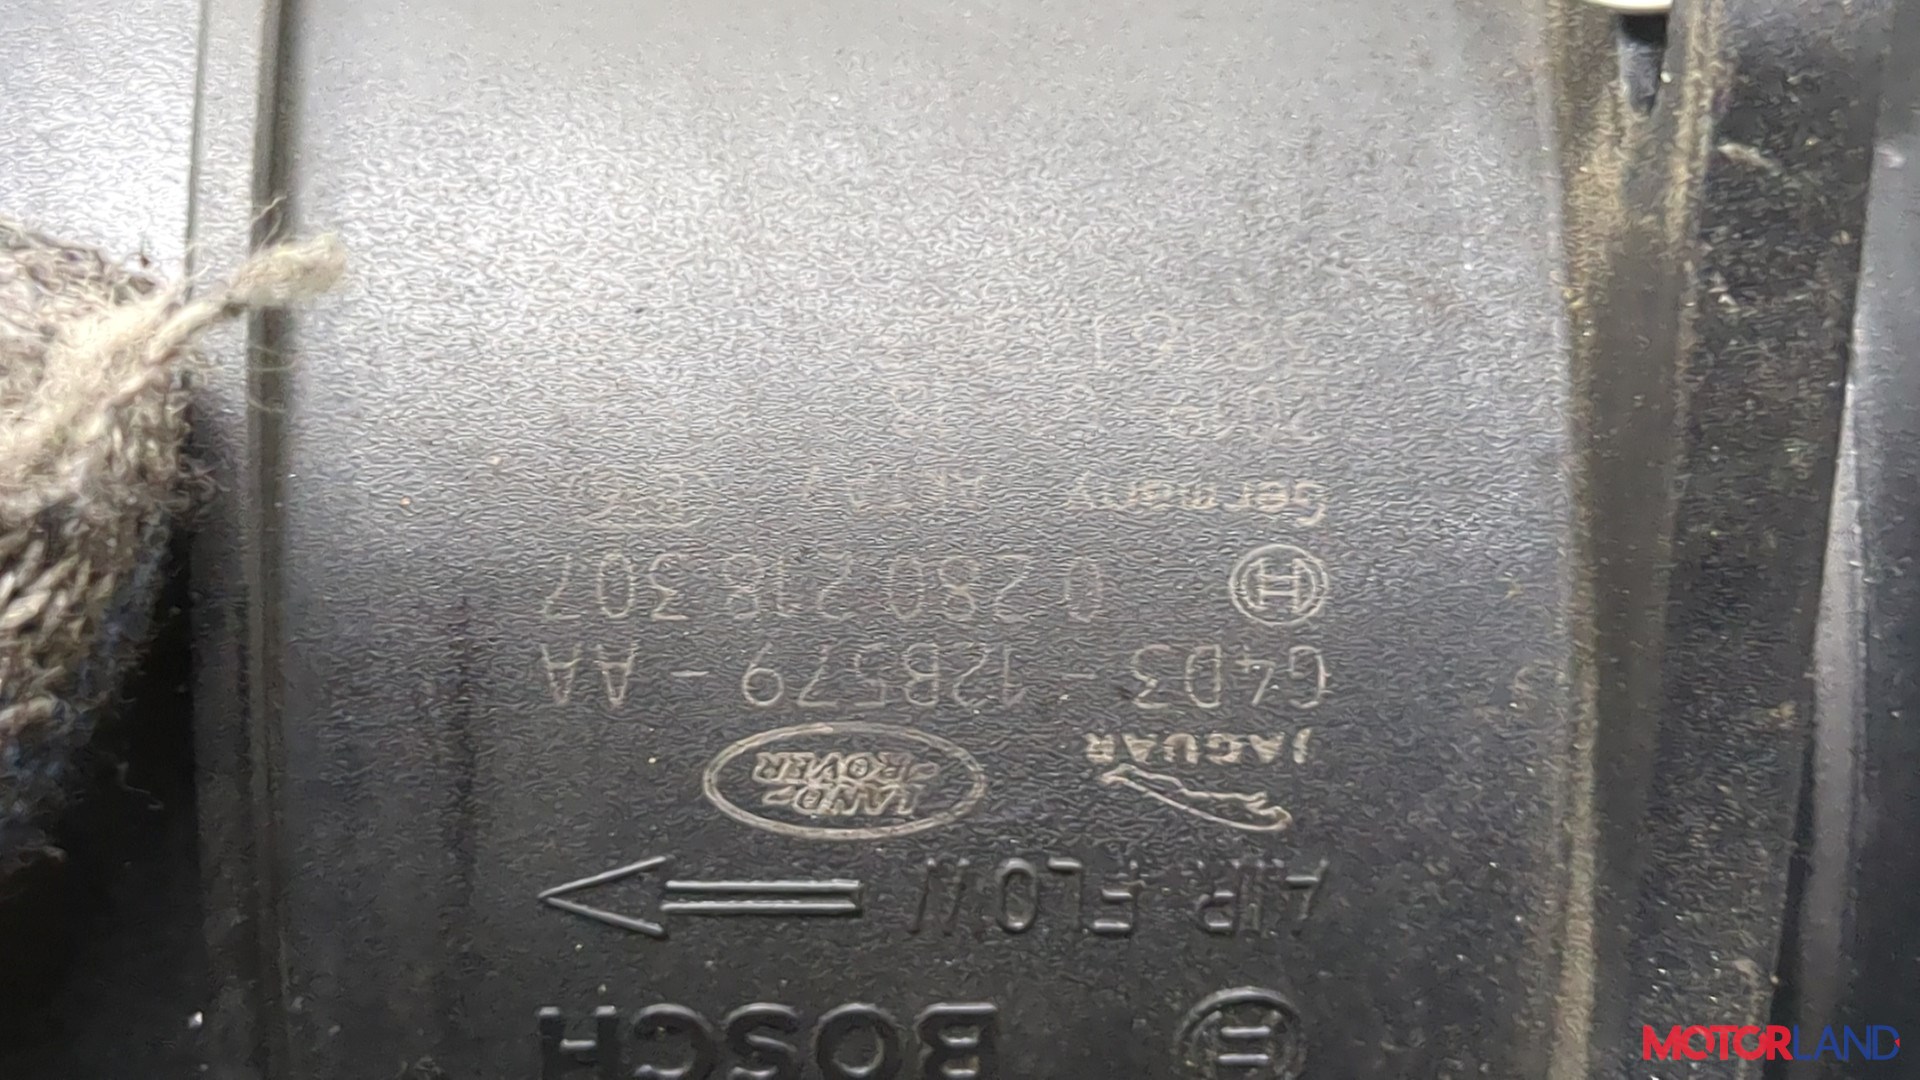 BOSCH
AIR FLOW
JAGUAR
LAND ROVER
G4D3 - 12B579 - AA
0 280 218 307
Germany
MOTORLAND